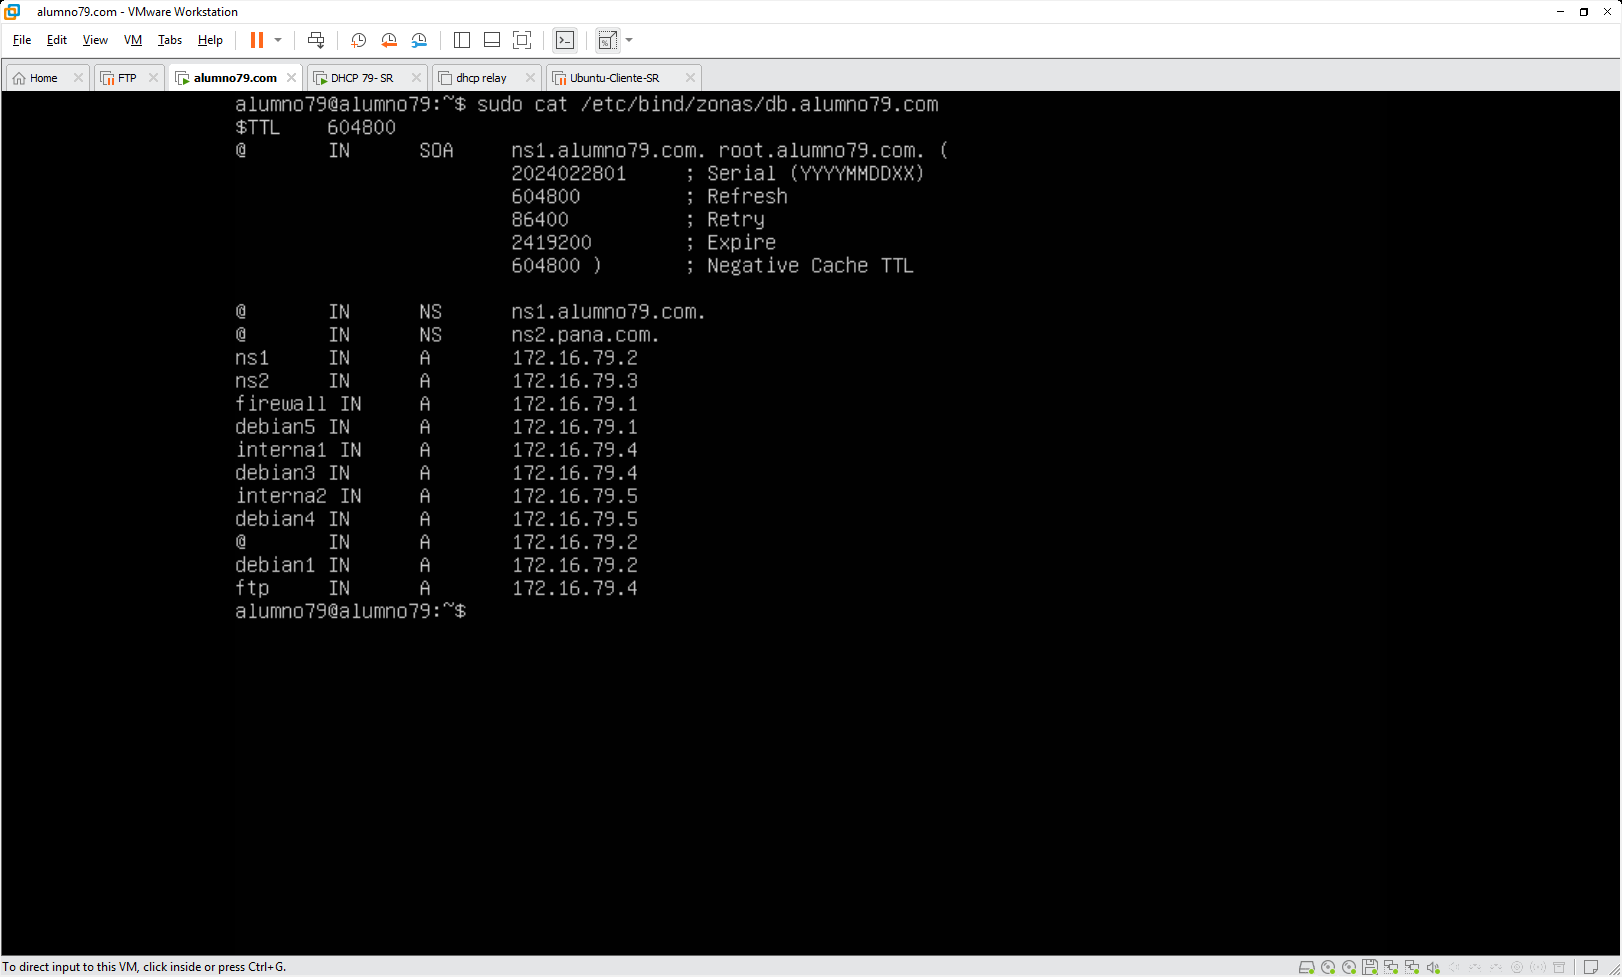 alumno79.com - VMware Workstation
File Edit View VM Tabs Help
Home FTP alumno79.com DHCP 79- SR dhcp relay Ubuntu-Cliente-SR
alumno79@alumno79:~$ sudo cat /etc/bind/zonas/db.alumno79.com
$TTL 604800
@ IN SOA ns1.alumno79.com. root.alumno79.com. (
2024022801 ; Serial (YYYYMMDDXX)
604800 ; Refresh
86400 ; Retry
2419200 ; Expire
604800 ) ; Negative Cache TTL
@ IN NS ns1.alumno79.com.
@ IN NS ns2.pana.com.
ns1 IN A 172.16.79.2
ns2 IN A 172.16.79.3
firewall IN A 172.16.79.1
debian5 IN A 172.16.79.1
interna1 IN A 172.16.79.4
debian3 IN A 172.16.79.4
interna2 IN A 172.16.79.5
debian4 IN A 172.16.79.5
@ IN A 172.16.79.2
debian1 IN A 172.16.79.2
ftp IN A 172.16.79.4
alumno79@alumno79:~$
To direct input to this VM, click inside or press Ctrl+G.